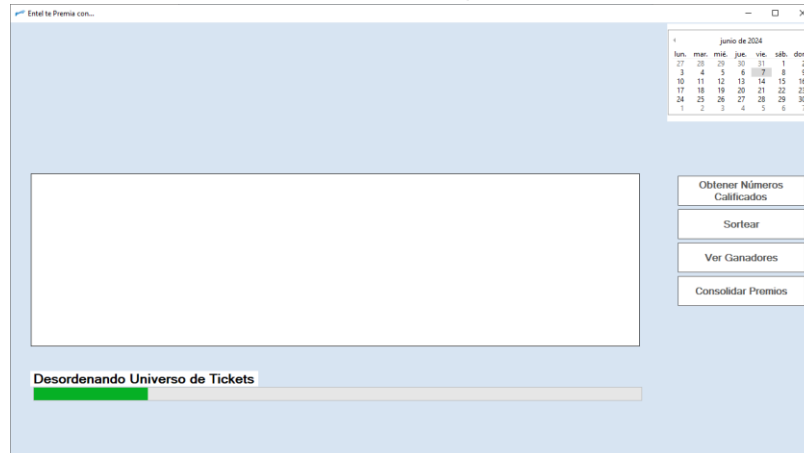 Entel te Premia con...
junio de 2024
lun. mar. mié. jue. vie. sáb. dom
27 28 29 30 31 1 2
3 4 5 6 7 8 9
10 11 12 13 14 15 16
17 18 19 20 21 22 23
24 25 26 27 28 29 30
1 2 3 4 5 6 7
Obtener Números
Calificados
Sortear
Ver Ganadores
Consolidar Premios
Desordenando Universo de Tickets